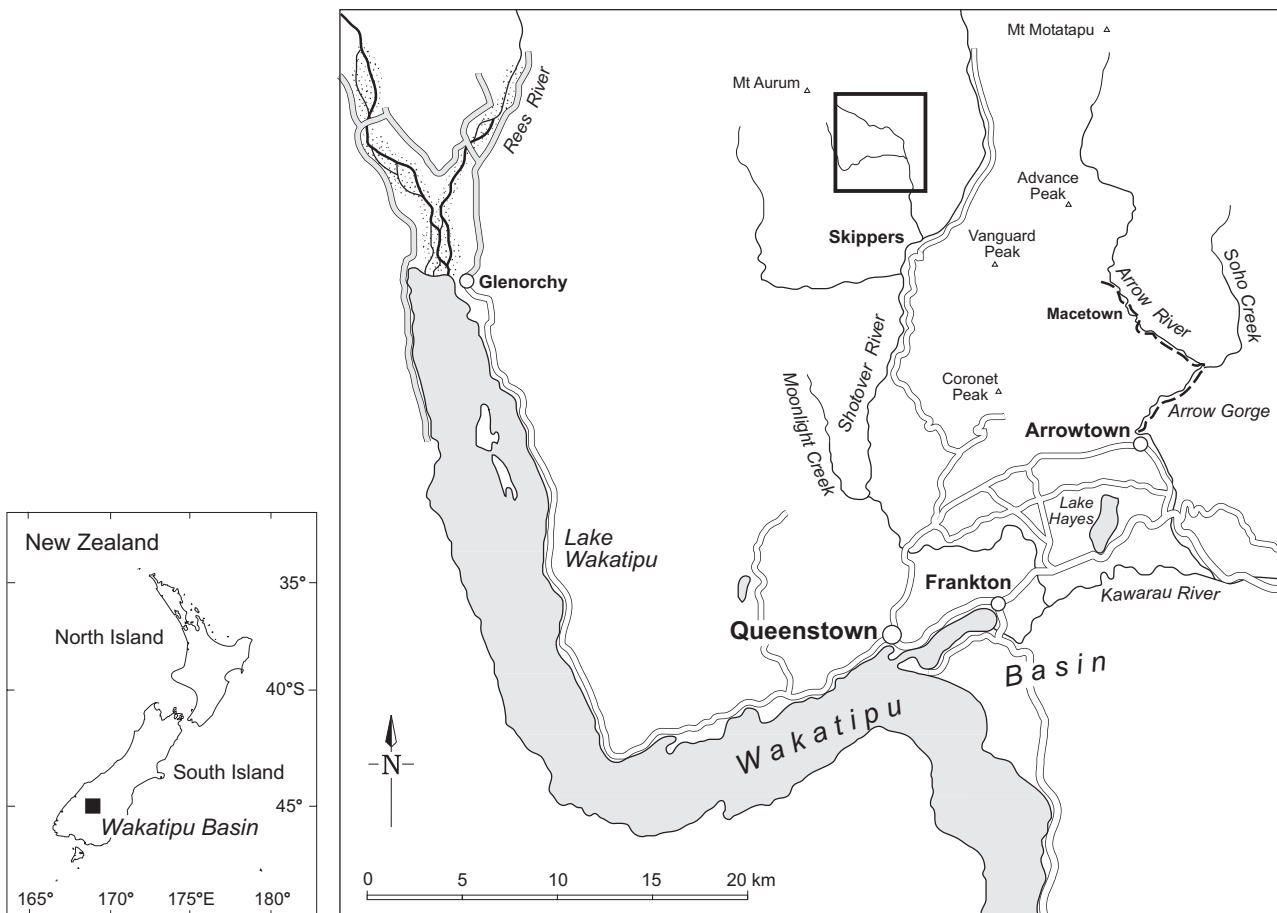 New Zealand
35°
North Island
40°S
South Island
45°
Wakatipu Basin
165°
170°
175°E
180°
Mt Motatapu
Mt Aurum
Rees River
Advance
Peak
Skippers
Vanguard
Peak
Soho Creek
Glenorchy
Arrow River
Macetown
Shotover River
Moonlight Creek
Coronet
Peak
Arrow Gorge
Arrowtown
Lake
Hayes
Lake
Wakatipu
Frankton
Kawarau River
Queenstown
Basin
Wakatipu
N
0
5
10
15
20 km